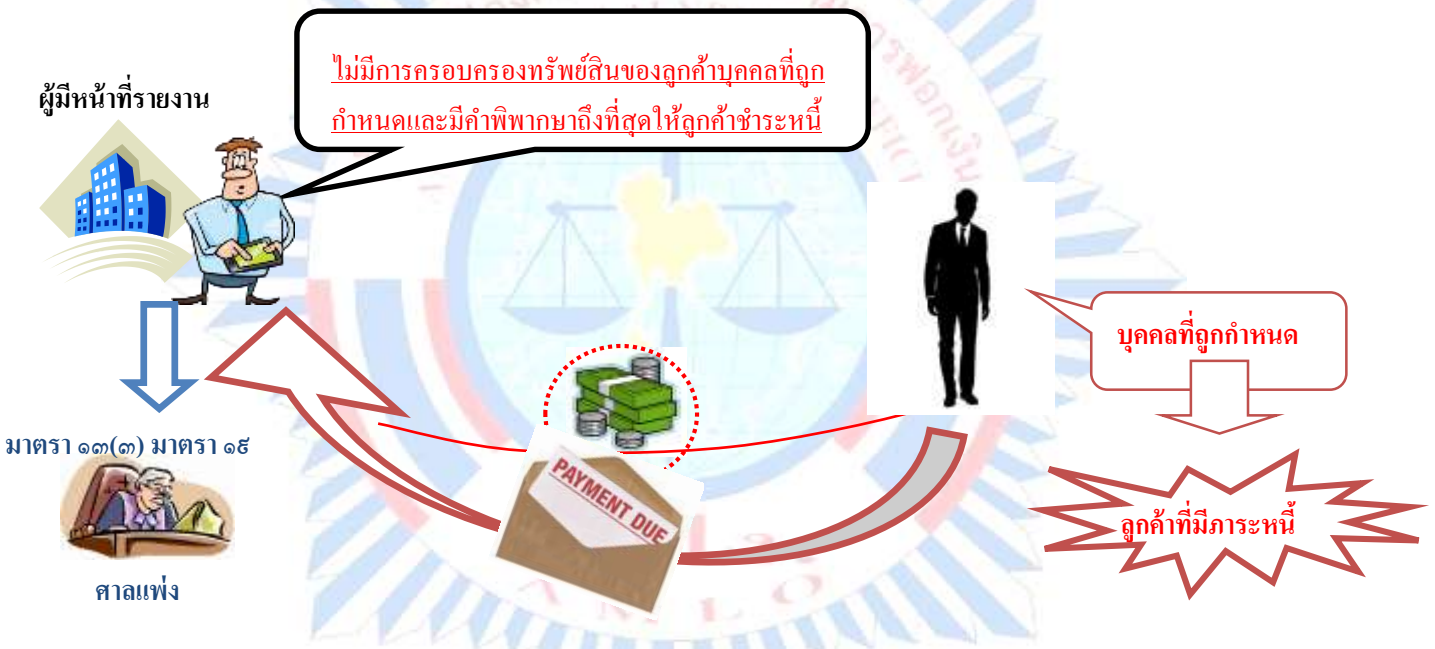 ไม่มีการครอบครองทรัพย์สินของลูกค้าบุคคลที่ถูก
กำหนดและมีคำพิพากษาถึงที่สุดให้ลูกค้าชำระหนี้
ผู้มีหน้าที่รายงาน
บุคคลที่ถูกกำหนด
มาตรา ๑๓(๓) มาตรา ๑๙
PAYMENT DUE
ลูกค้าที่มีภาระหนี้
ศาลแพ่ง